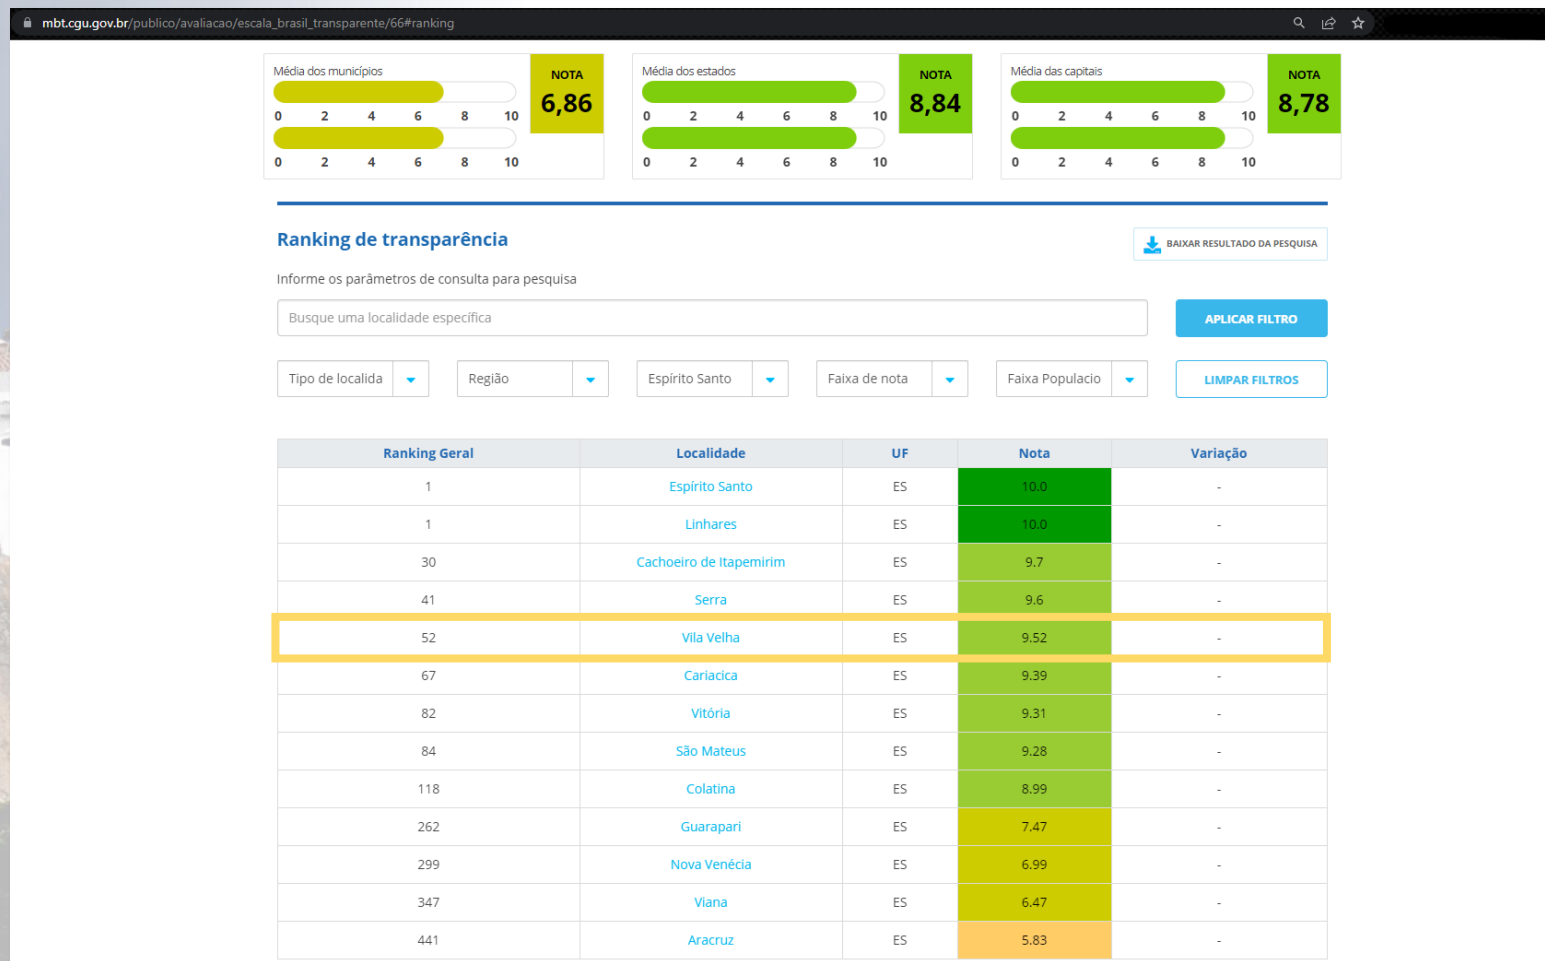 mbt.cgu.gov.br/publico/avaliacao/escala_brasil_transparente/66#ranking
Média dos municípios NOTA Média dos estados NOTA Média das capitais NOTA
6,86 8,84 8,78
0 2 4 6 8 10 0 2 4 6 8 10 0 2 4 6 8 10
0 2 4 6 8 10 0 2 4 6 8 10 0 2 4 6 8 10
Ranking de transparência
BAIXAR RESULTADO DA PESQUISA
Informe os parâmetros de consulta para pesquisa
Busque uma localidade específica APLICAR FILTRO
Tipo de localida Região Espírito Santo Faixa de nota Faixa Populacio LIMPAR FILTROS
Ranking Geral Localidade UF Nota Variação
1 Espírito Santo ES 10.0 -
1 Linhares ES 10.0 -
30 Cachoeiro de Itapemirim ES 9.7 -
41 Serra ES 9.6 -
52 Vila Velha ES 9.52 -
67 Cariacica ES 9.39 -
82 Vitória ES 9.31 -
84 São Mateus ES 9.28 -
118 Colatina ES 8.99 -
262 Guarapari ES 7.47 -
299 Nova Venécia ES 6.99 -
347 Viana ES 6.47 -
441 Aracruz ES 5.83 -